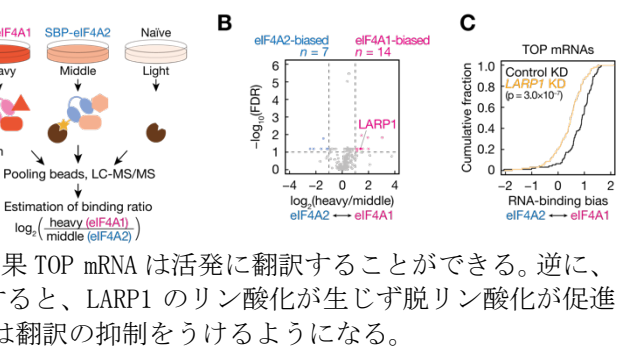 eIF4A1 SBP-eIF4A2 Naïve
Middle Light
Pooling beads, LC-MS/MS
Estimation of binding ratio
log₂(heavy (eIF4A1) / middle (eIF4A2))
B
eIF4A2-biased eIF4A1-biased
n = 7 n = 14
6
5
4
3
2
1
0
−log₁₀(FDR)
LARP1
−4 −2 0 2 4
log₂(heavy/middle)
eIF4A2 ←→ eIF4A1
C
TOP mRNAs
Control KD
LARP1 KD
(p = 3.0×10⁻⁷)
1.0
0.8
0.6
0.4
0.2
0
Cumulative fraction
−2 −1 0 1 2
RNA-binding bias
eIF4A2 ←→ eIF4A1
果 TOP mRNA は活発に翻訳することができる。逆に、
すると、LARP1 のリン酸化が生じず脱リン酸化が促進
は翻訳の抑制をうけるようになる。